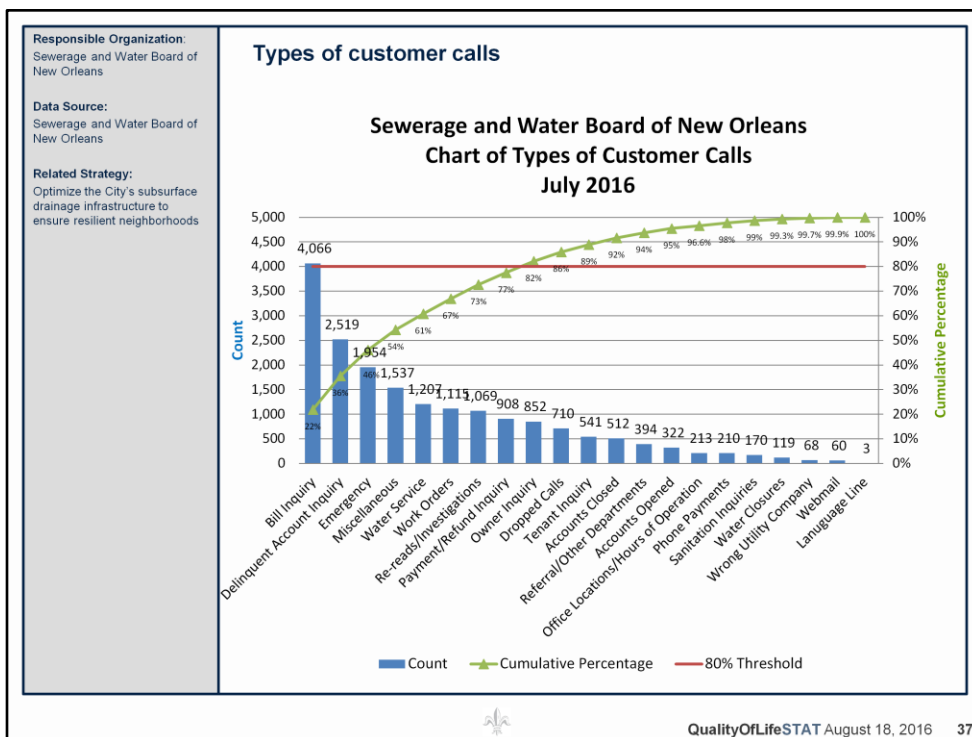 Responsible Organization:
Sewerage and Water Board of
New Orleans
Data Source:
Sewerage and Water Board of
New Orleans
Related Strategy:
Optimize the City's subsurface
drainage infrastructure to
ensure resilient neighborhoods
Types of customer calls
Sewerage and Water Board of New Orleans
Chart of Types of Customer Calls
July 2016
5,000
4,500
4,000
3,500
3,000
2,500
2,000
1,500
1,000
500
0
Count
4,066
2,519
1,954
1,537
1,207
1,115
1,069
908
852
710
541
512
394
322
213
210
170
119
68
60
3
22%
36%
46%
54%
61%
67%
73%
77%
82%
86%
89%
92%
94%
95%
96.6%
98%
99%
99.3%
99.7%
99.9%
100%
100%
90%
80%
70%
60%
50%
40%
30%
20%
10%
0%
Cumulative Percentage
Bill Inquiry
Delinquent Account Inquiry
Emergency
Miscellaneous
Water Service
Work Orders
Re-reads/Investigations
Payment/Refund Inquiry
Owner Inquiry
Dropped Calls
Tenant Inquiry
Accounts Closed
Referral/Other Departments
Accounts Opened
Office Locations/Hours of Operation
Phone Payments
Sanitation Inquiries
Water Closures
Wrong Utility Company
Webmail
Lanuguage Line
Count
Cumulative Percentage
80% Threshold
QualityOfLifeSTAT August 18, 2016 37